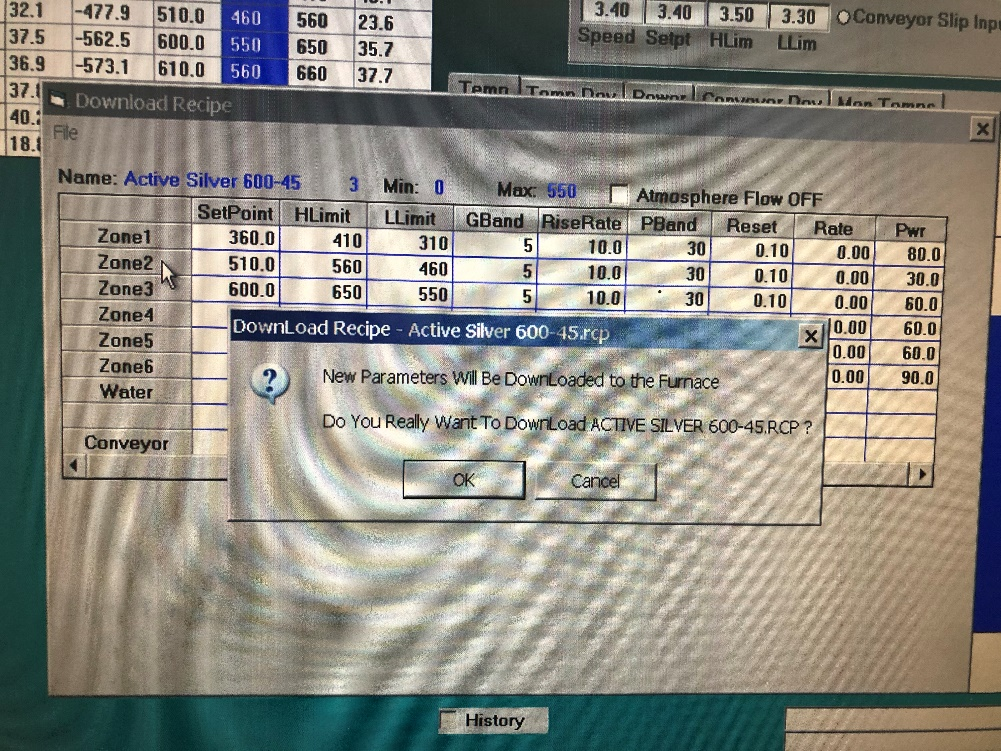 32.1 -477.9 510.0 460 560 23.6
37.5 -562.5 600.0 550 650 35.7
36.9 -573.1 610.0 560 660 37.7
3.40 3.40 3.50 3.30 Conveyor Slip
Speed Setpt HLim LLim
Temp Temp Dev Power Conveyor Dev Mon Temps
Download Recipe
File
Name: Active Silver 600-45 3 Min: 0 Max: 550 Atmosphere Flow OFF
SetPoint HLimit LLimit GBand RiseRate PBand Reset Rate Pwr
Zone1 360.0 410 310 5 10.0 30 0.10 0.00 80.0
Zone2 510.0 560 460 5 10.0 30 0.10 0.00 30.0
Zone3 600.0 650 550 5 10.0 30 0.10 0.00 60.0
Zone4 0.00 60.0
Zone5 0.00 60.0
Zone6 0.00 90.0
Water
Conveyor
DownLoad Recipe - Active Silver 600-45.rcp
New Parameters Will Be DownLoaded to the Furnace
Do You Really Want To DownLoad ACTIVE SILVER 600-45.RCP ?
OK Cancel
History